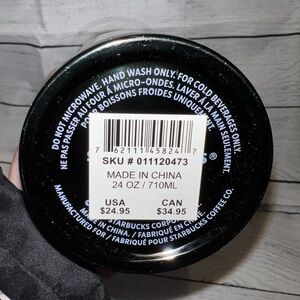 DO NOT MICROWAVE. HAND WASH ONLY. FOR COLD BEVERAGES ONLY.
NE PAS PASSER AU FOUR À MICRO-ONDES. LAVER À LA MAIN SEULEMENT.
POUR BOISSONS FROIDES UNIQUEMENT.
7 62111 45824 7
SKU # 011120473
MADE IN CHINA
24 OZ / 710ML
USA CAN
$24.95 $34.95
STARBUCKS
MADE IN CHINA. / FABRIQUÉ EN CHINE.
MANUFACTURED FOR / FABRIQUÉ POUR STARBUCKS COFFEE CO.